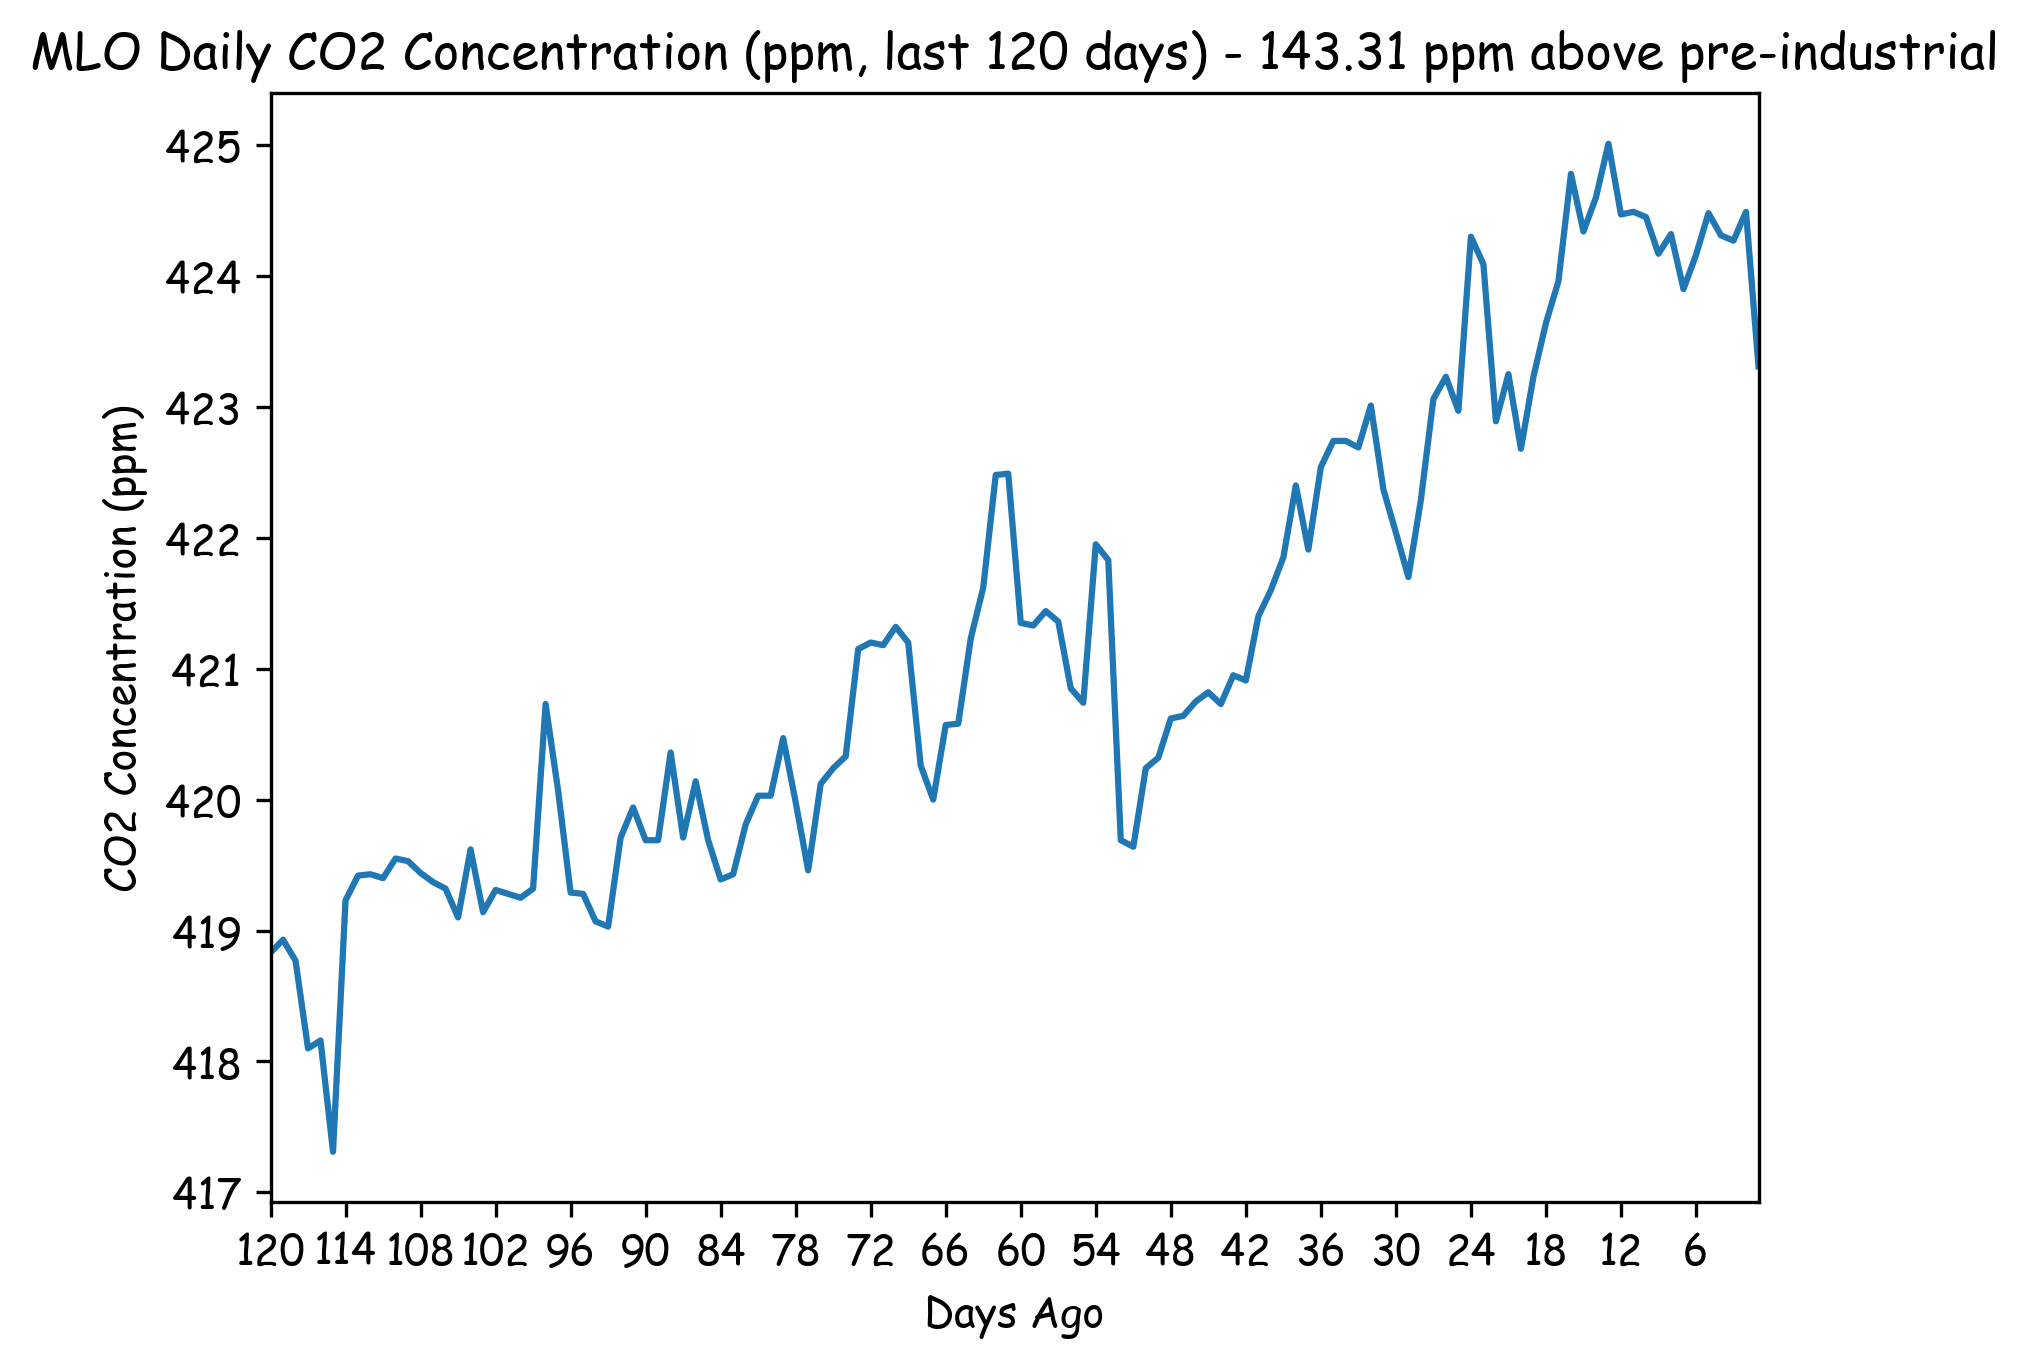 MLO Daily CO2 Concentration (ppm, last 120 days) - 143.31 ppm above pre-industrial
425
424
423
422
421
420
419
418
417
CO2 Concentration (ppm)
120 114 108 102 96 90 84 78 72 66 60 54 48 42 36 30 24 18 12 6
Days Ago